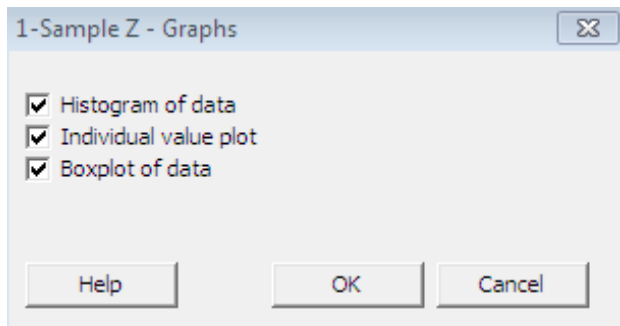 1-Sample Z - Graphs
Histogram of data
Individual value plot
Boxplot of data
Help OK Cancel